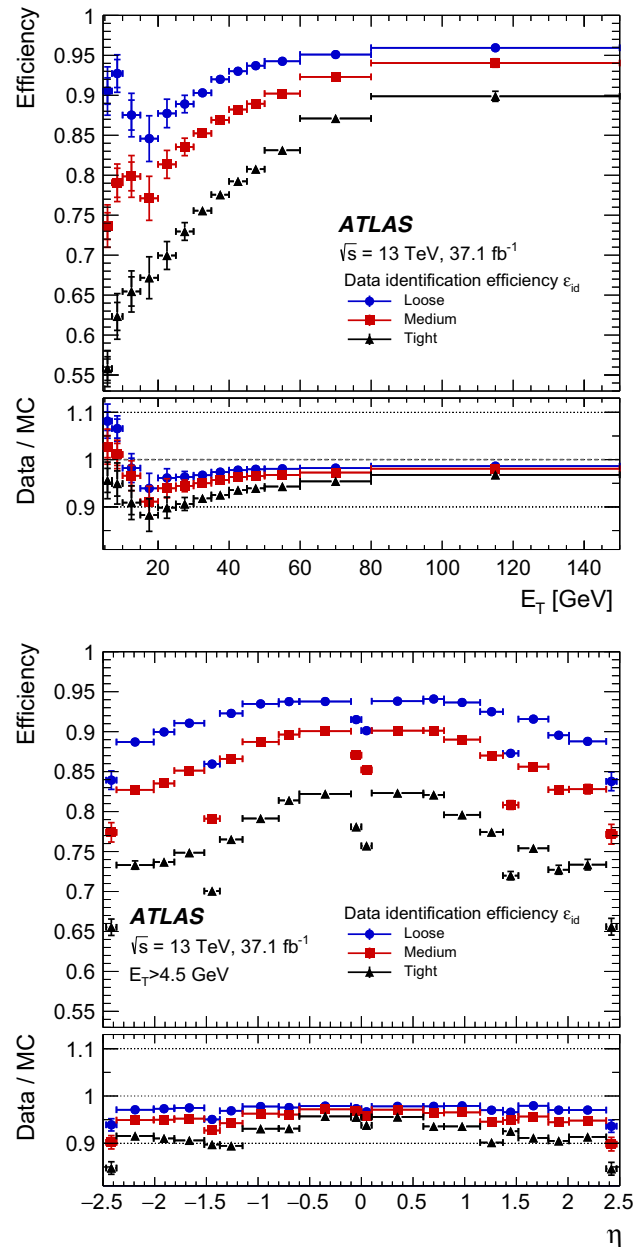 Efficiency
1
0.95
0.9
0.85
0.8
0.75
0.7
0.65
0.6
0.55
ATLAS
√s = 13 TeV, 37.1 fb-1
Data identification efficiency εid
Loose
Medium
Tight
Data / MC
1.1
1
0.9
20 40 60 80 100 120 140
ET [GeV]
Efficiency
1
0.95
0.9
0.85
0.8
0.75
0.7
0.65
0.6
0.55
ATLAS
√s = 13 TeV, 37.1 fb-1
ET>4.5 GeV
Data identification efficiency εid
Loose
Medium
Tight
Data / MC
1.1
1
0.9
−2.5 −2 −1.5 −1 −0.5 0 0.5 1 1.5 2 2.5
η